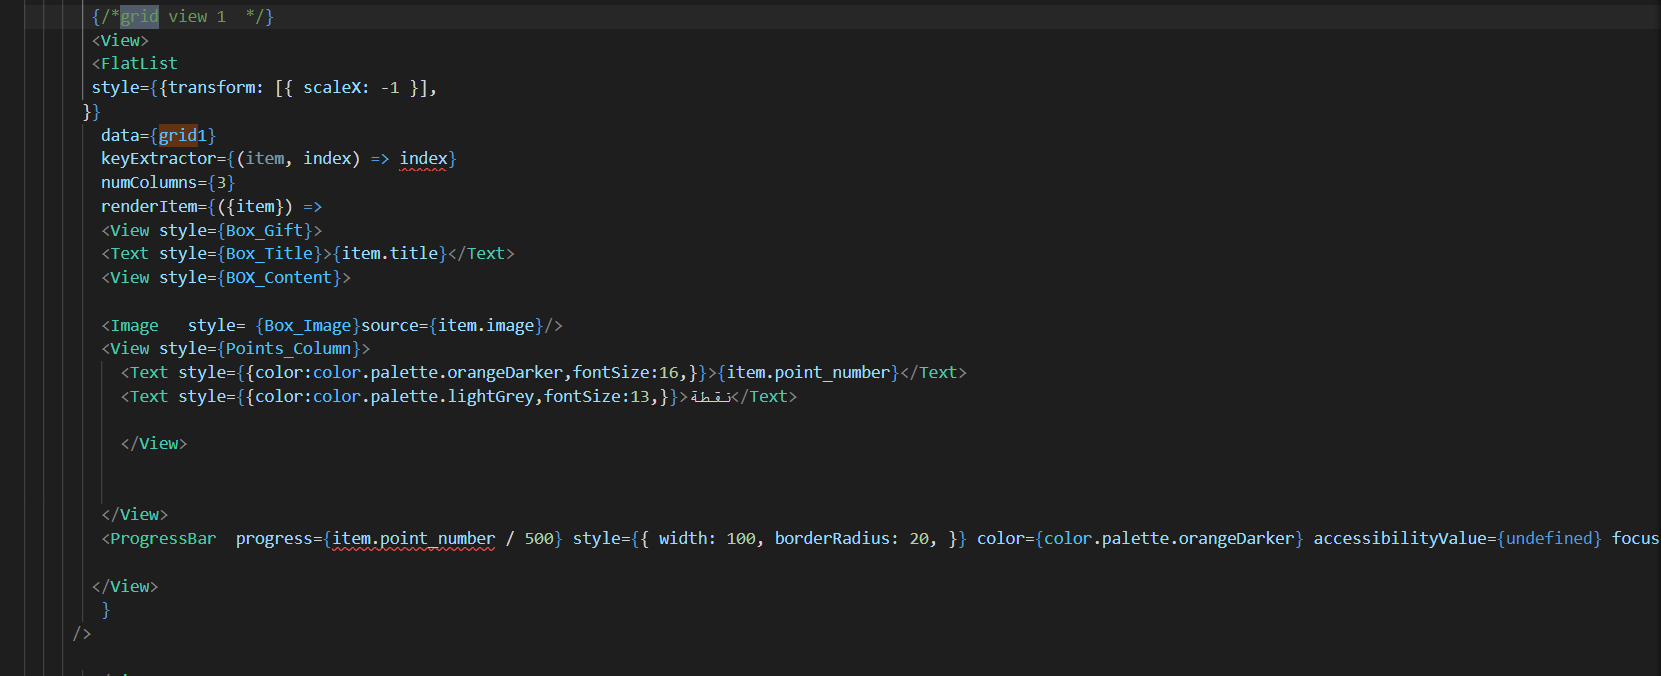 {/*grid view 1  */}
<View>
<FlatList
style={{transform: [{ scaleX: -1 }],
}}
data={grid1}
keyExtractor={(item, index) => index}
numColumns={3}
renderItem={({item}) =>
<View style={Box_Gift}>
<Text style={Box_Title}>{item.title}</Text>
<View style={BOX_Content}>
<Image   style= {Box_Image}source={item.image}/>
<View style={Points_Column}>
<Text style={{color:color.palette.orangeDarker,fontSize:16,}}>{item.point_number}</Text>
<Text style={{color:color.palette.lightGrey,fontSize:13,}}>نقطة</Text>
</View>
</View>
<ProgressBar  progress={item.point_number / 500} style={{ width: 100, borderRadius: 20, }} color={color.palette.orangeDarker} accessibilityValue={undefined} focus
</View>
}
/>